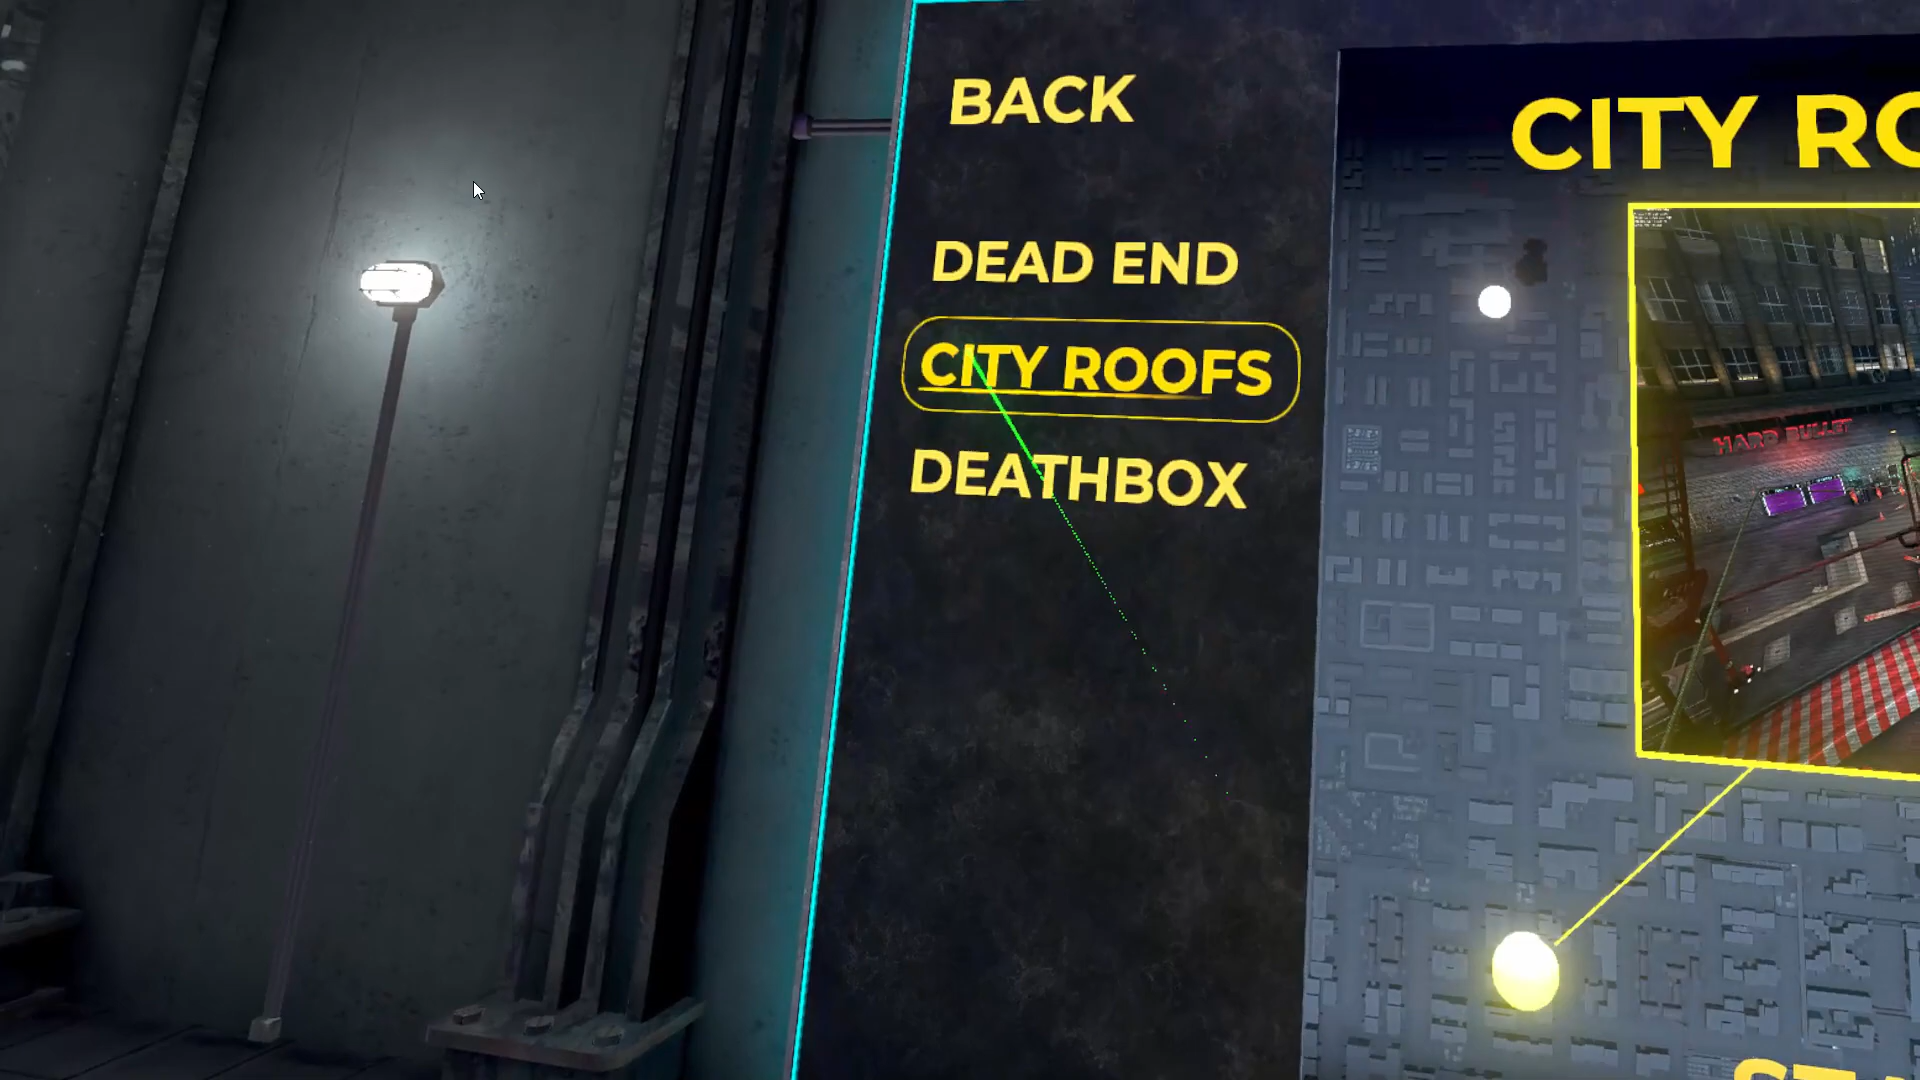 BACK
DEAD END
CITY ROOFS
DEATHBOX
CITY RO
HARD BULLET